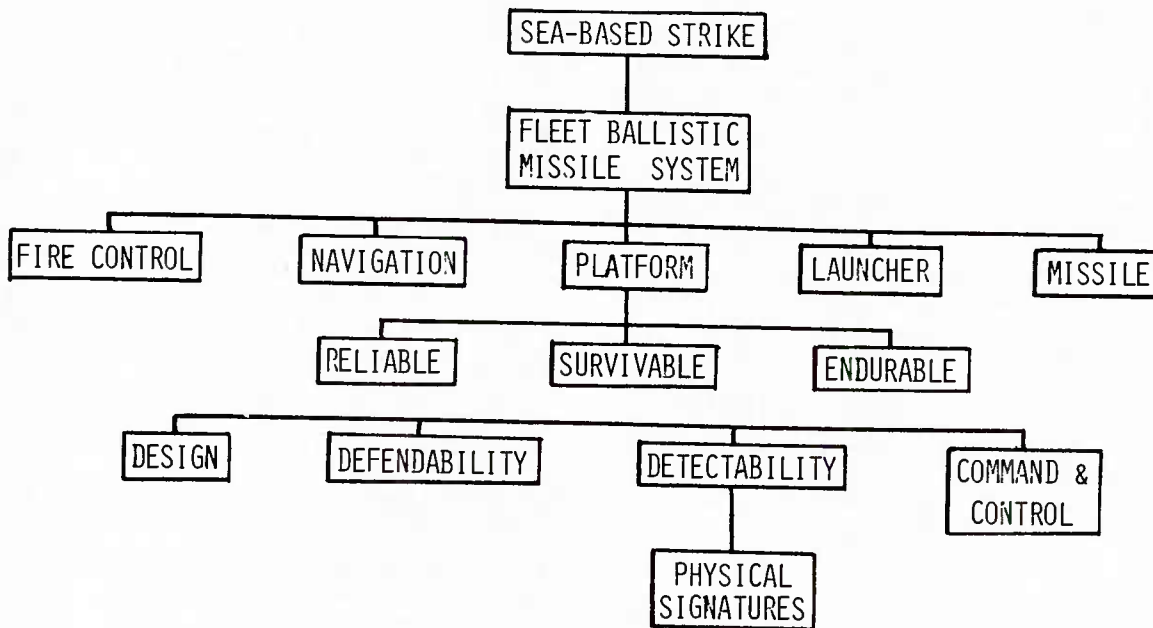 SEA-BASED STRIKE
FLEET BALLISTIC
MISSILE SYSTEM
FIRE CONTROL
NAVIGATION
PLATFORM
LAUNCHER
MISSILE
RELIABLE
SURVIVABLE
ENDURABLE
DESIGN
DEFENDABILITY
DETECTABILITY
COMMAND &
CONTROL
PHYSICAL
SIGNATURES